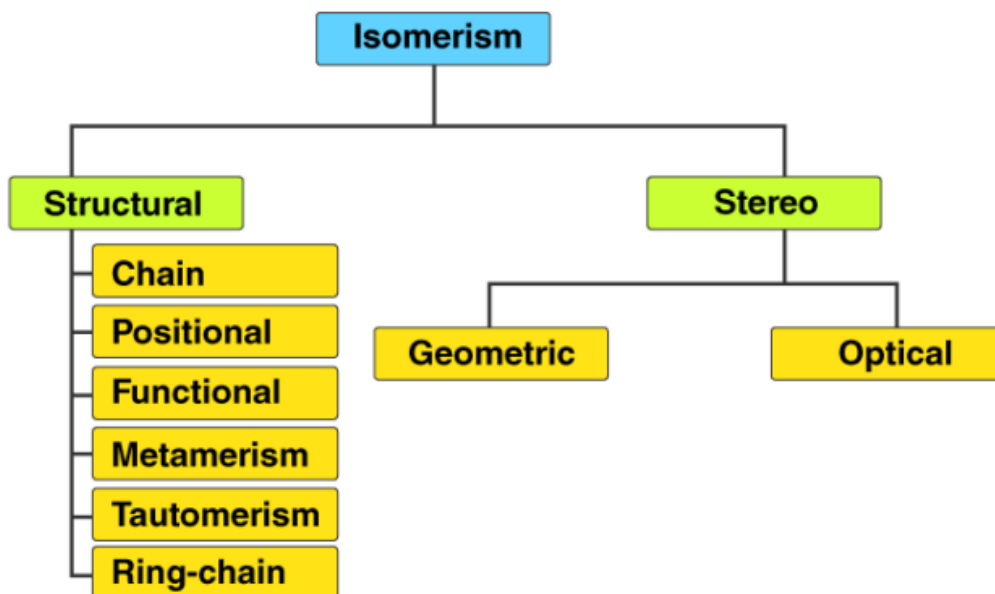 Isomerism
Structural
Stereo
Chain
Positional
Functional
Metamerism
Tautomerism
Ring-chain
Geometric
Optical